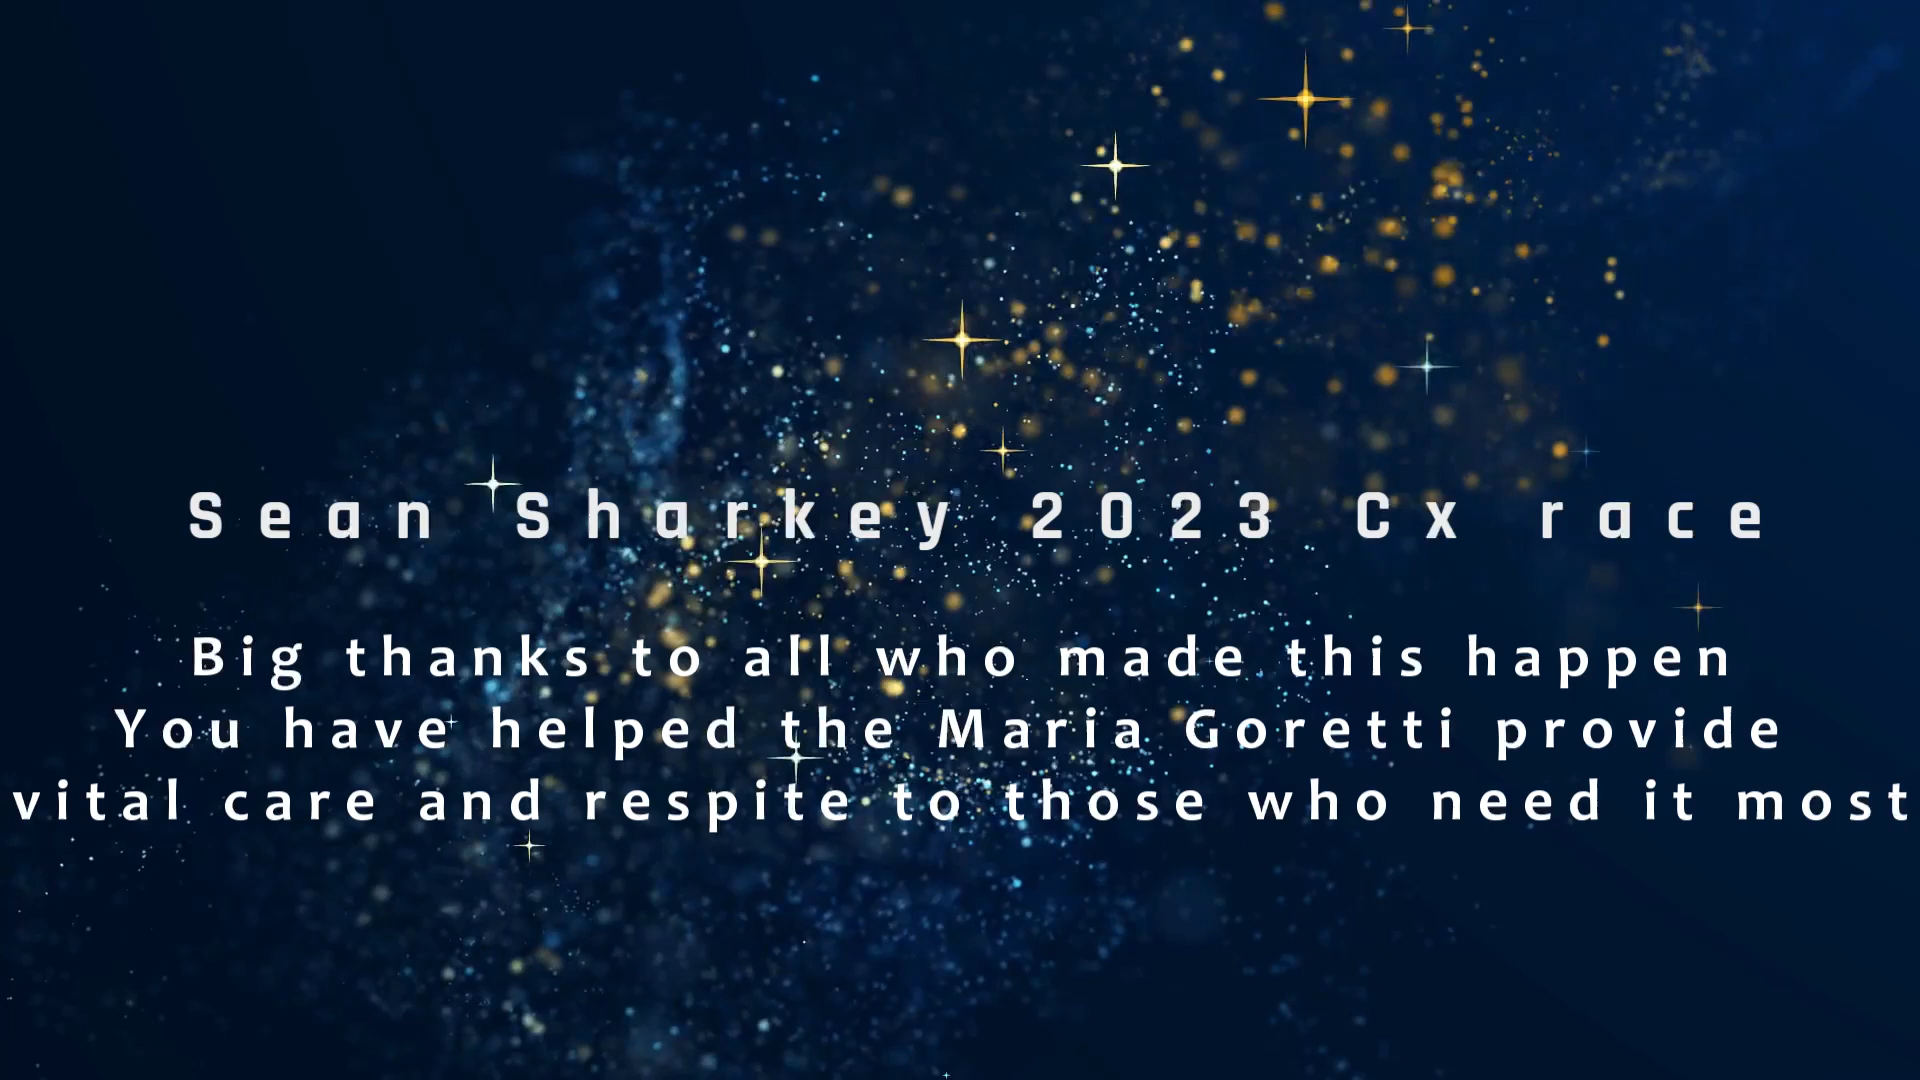 Sean Sharkey 2023 Cx race
Big thanks to all who made this happen
You have helped the Maria Goretti provide
vital care and respite to those who need it most